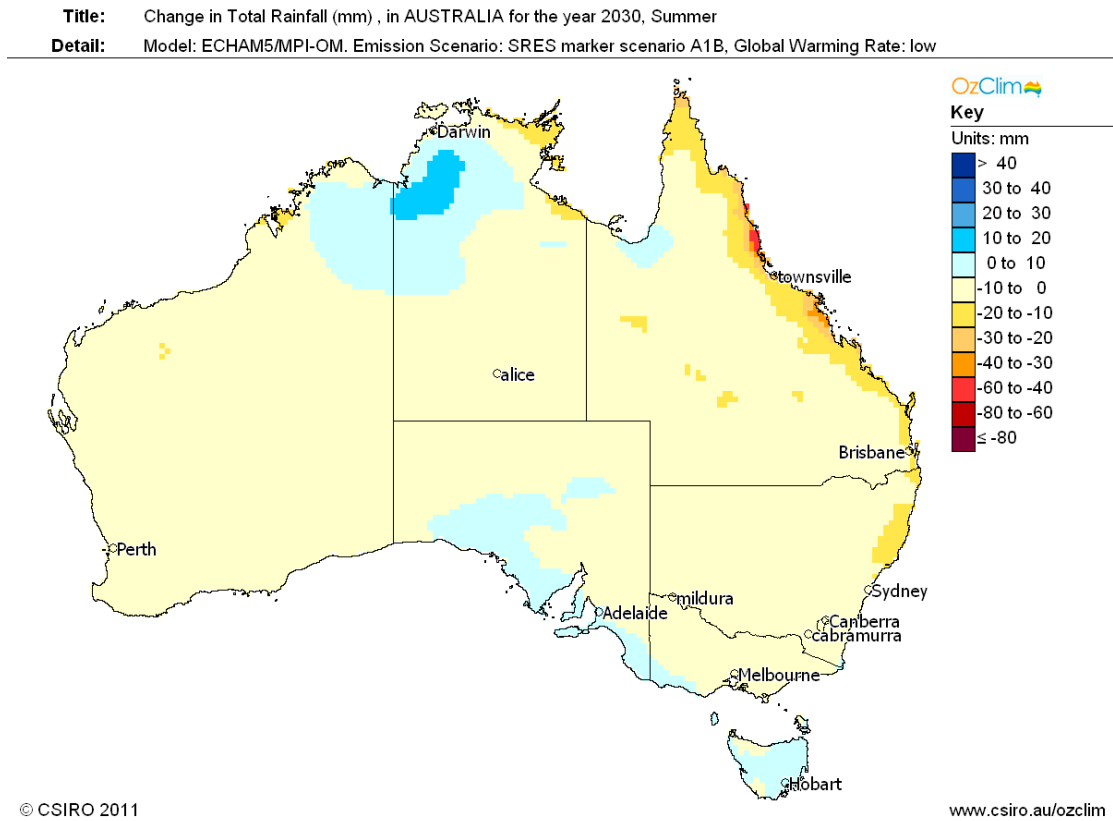 Title: Change in Total Rainfall (mm) , in AUSTRALIA for the year 2030, Summer
Detail: Model: ECHAM5/MPI-OM. Emission Scenario: SRES marker scenario A1B, Global Warming Rate: low
OzClim
Key
Units: mm
> 40
30 to 40
20 to 30
10 to 20
0 to 10
-10 to 0
-20 to -10
-30 to -20
-40 to -30
-60 to -40
-80 to -60
≤ -80
Darwin
townsville
alice
Brisbane
Perth
Sydney
mildura
Adelaide
Canberra
cabramurra
Melbourne
Hobart
© CSIRO 2011
www.csiro.au/ozclim